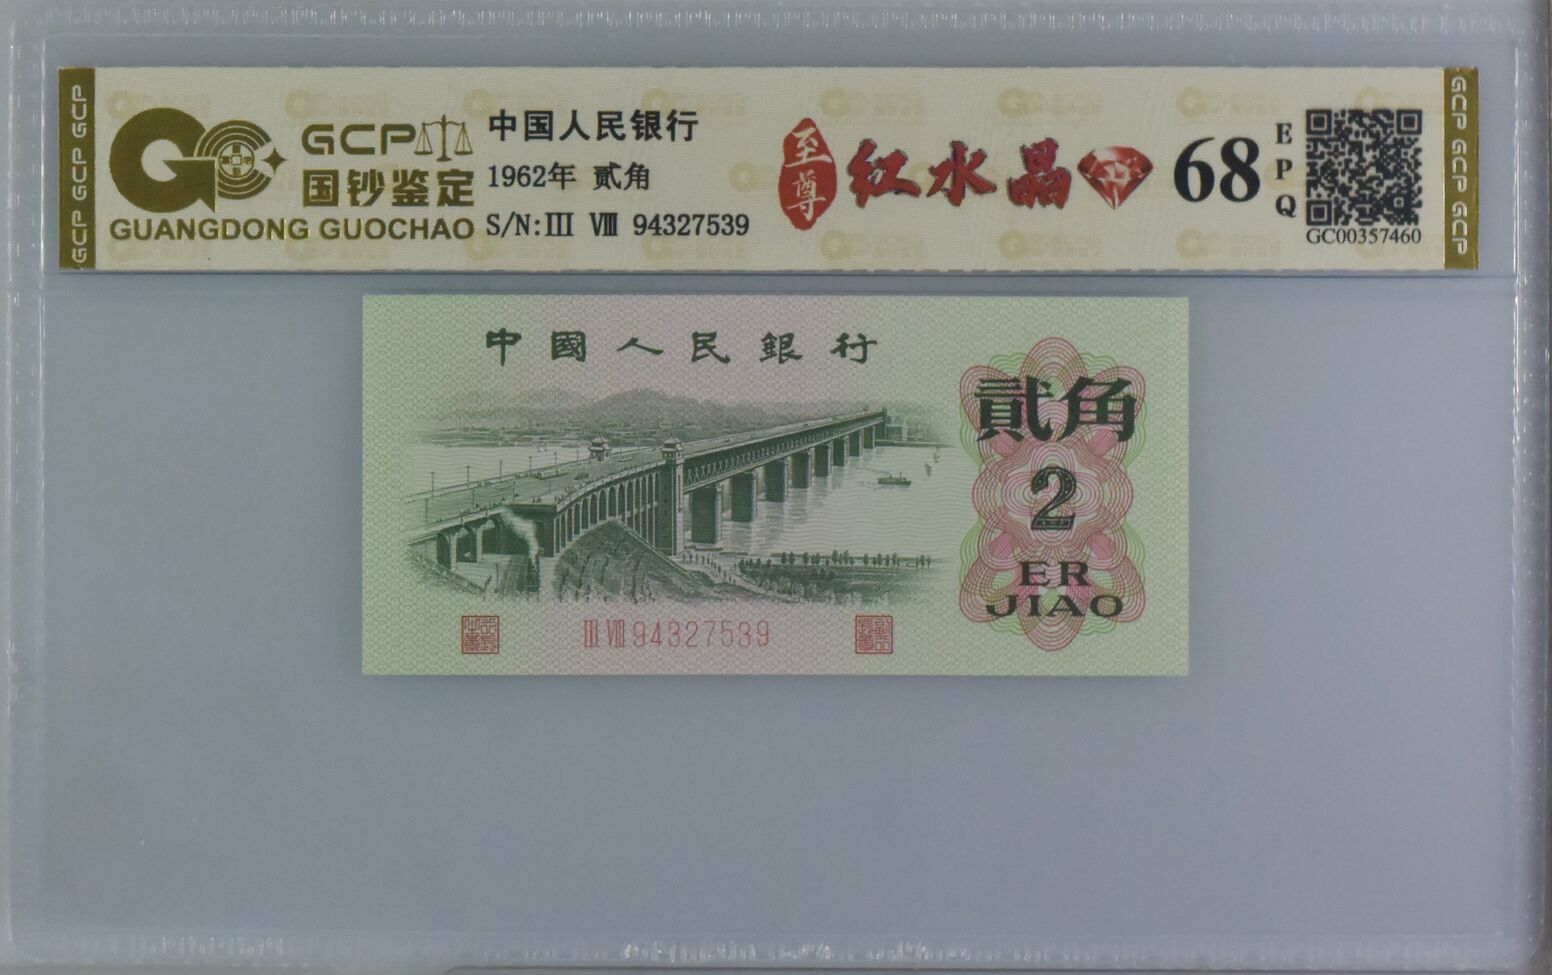 GCP GCP GCP
GCP
国钞鉴定
GUANGDONG GUOCHAO
中国人民银行
1962年 贰角
S/N:III VIII 94327539
至尊
红水晶
68
EPQ
GC00357460
GCP GCP GCP
中國人民銀行
貳角
2
ER
JIAO
III VIII 94327539